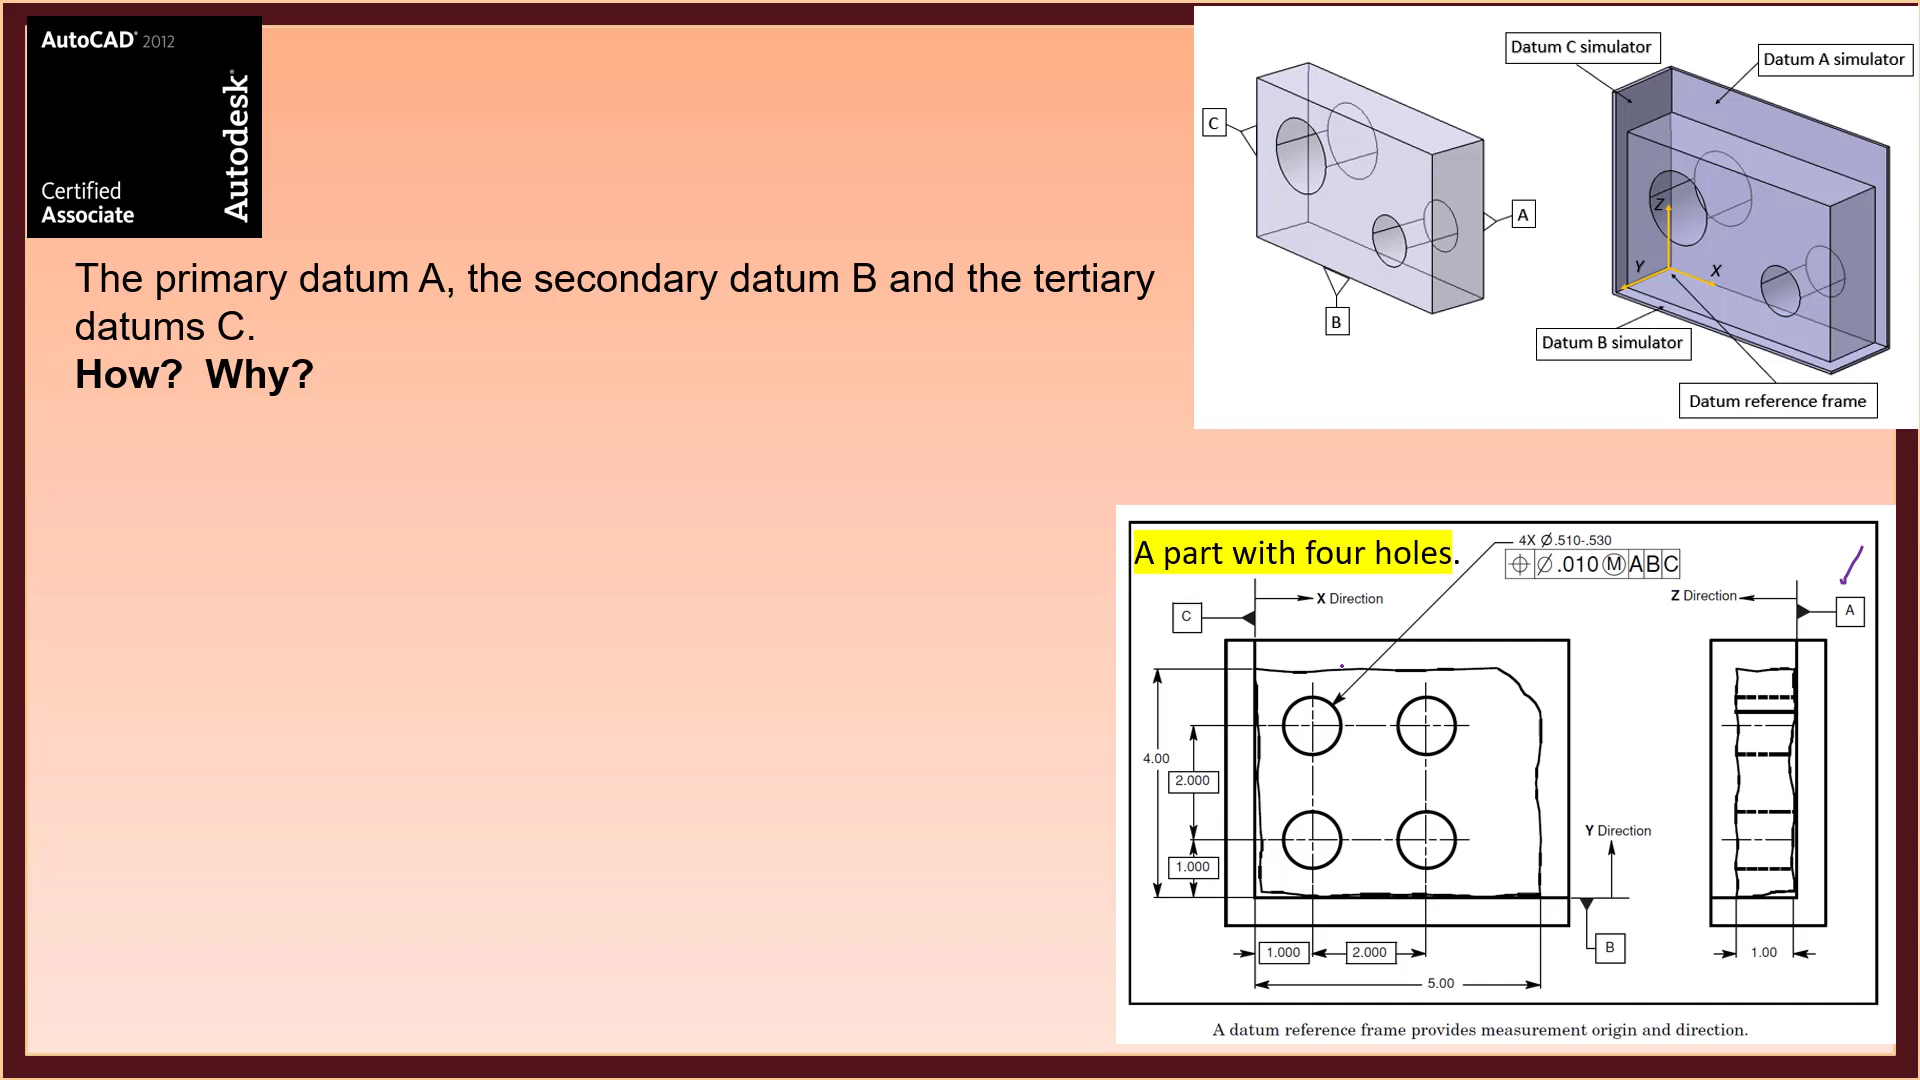 AutoCAD® 2012
Autodesk®
Certified
Associate
The primary datum A, the secondary datum B and the tertiary
datums C.
How? Why?
Datum C simulator
Datum A simulator
C
A
B
Z
Y
X
Datum B simulator
Datum reference frame
A part with four holes.
4X Ø.510-.530
⌖ Ø .010 Ⓜ A B C
X Direction
Z Direction
C
A
4.00
2.000
1.000
Y Direction
B
1.000
2.000
5.00
1.00
A datum reference frame provides measurement origin and direction.